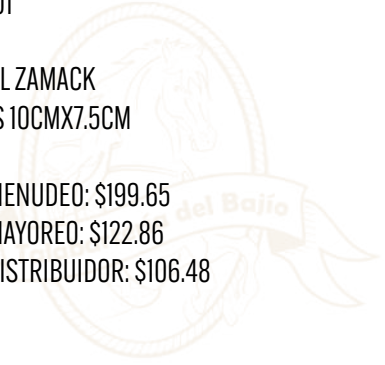 L ZAMACK
S 10CMX7.5CM
MENUDEO: $199.65
MAYOREO: $122.86
DISTRIBUIDOR: $106.48
del Bajío